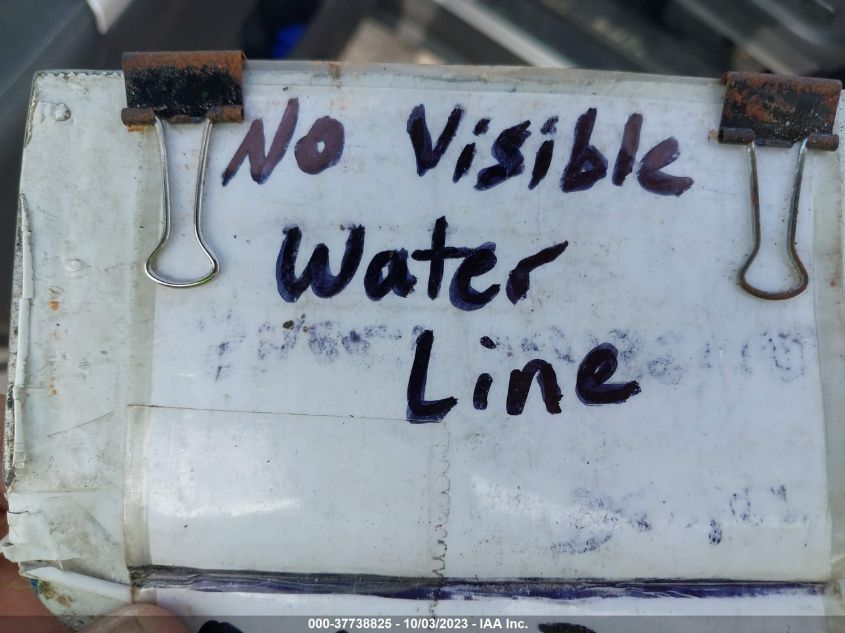 No Visible
Water
Line
000-37738825 - 10/03/2023 - IAA Inc.